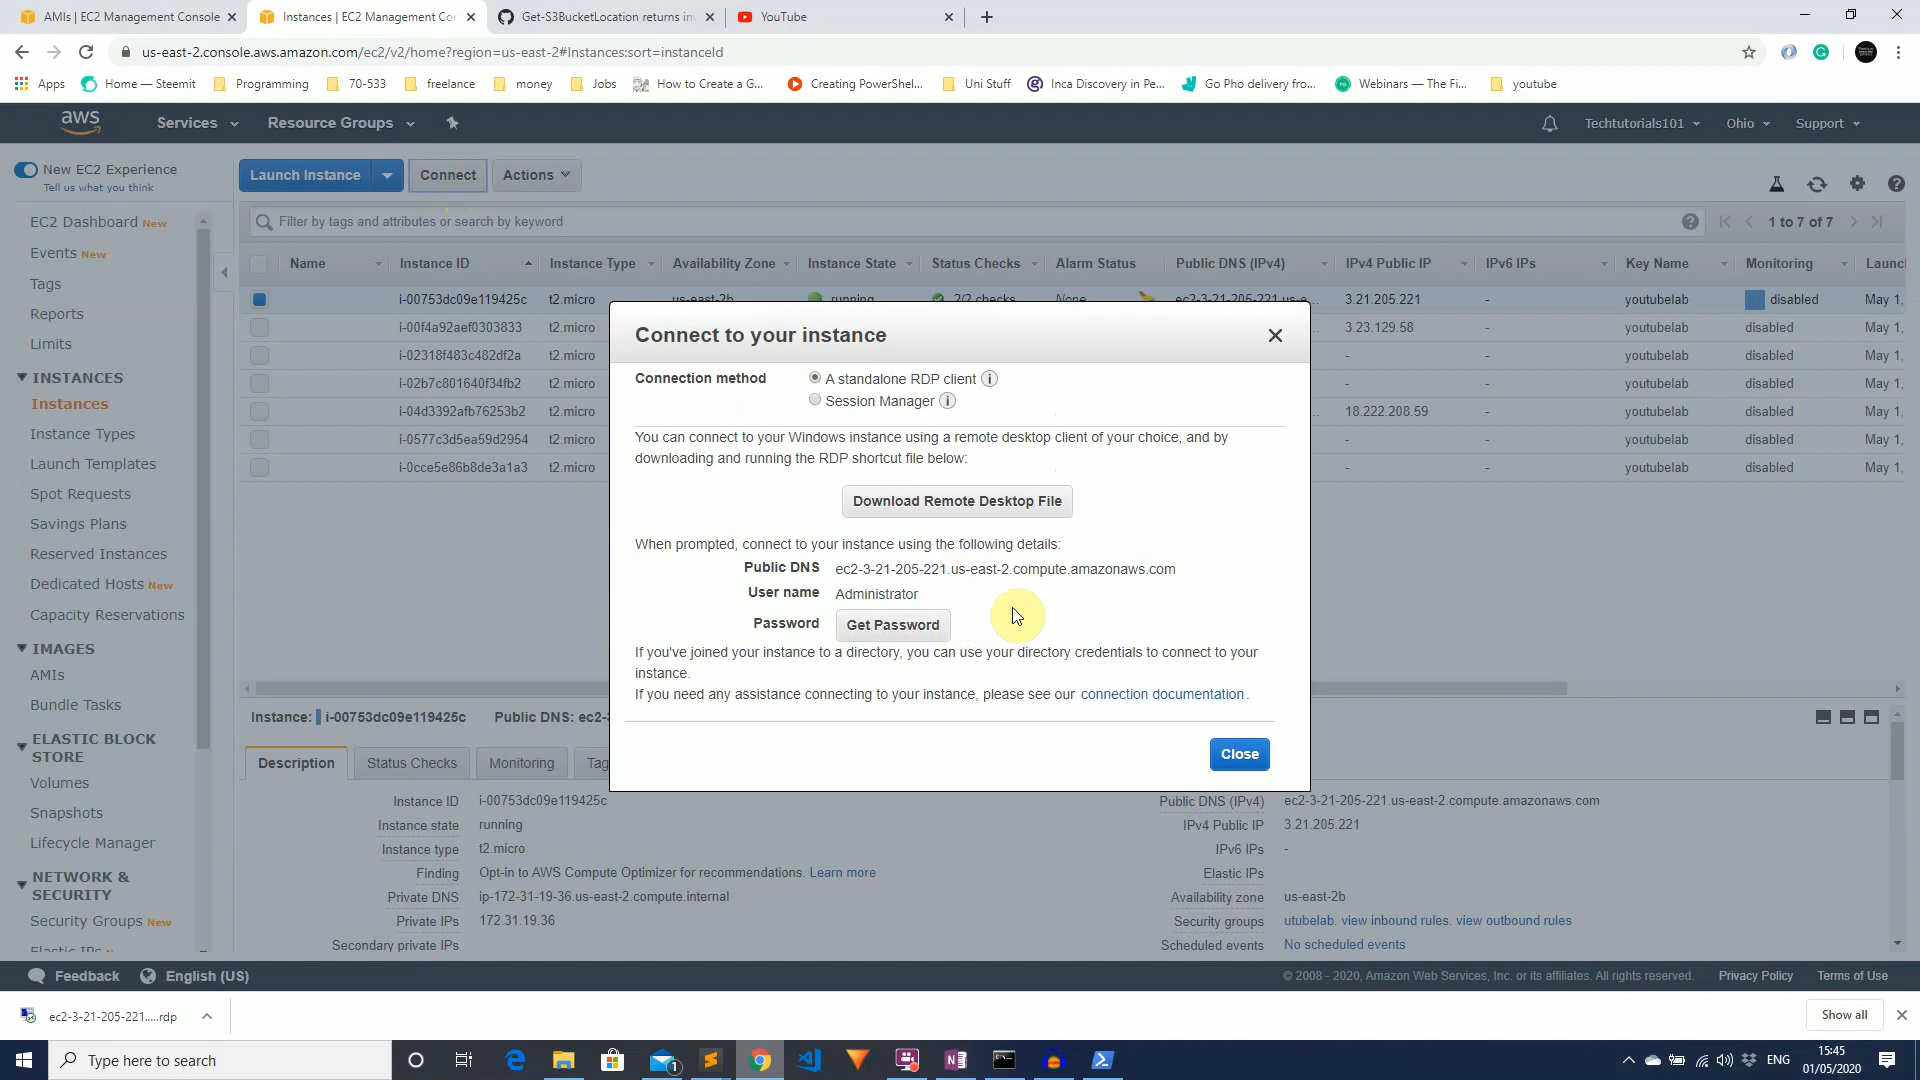 AMIs | EC2 Management Console
Instances | EC2 Management Co
Get-S3BucketLocation returns in
YouTube
us-east-2.console.aws.amazon.com/ec2/v2/home?region=us-east-2#Instances:sort=instanceId
Apps
Home — Steemit
Programming
70-533
freelance
money
Jobs
How to Create a G...
Creating PowerShel...
Uni Stuff
Inca Discovery in Pe...
Go Pho delivery fro...
Webinars — The Fi...
youtube
aws
Services
Resource Groups
Techtutorials101
Ohio
Support
New EC2 Experience
Tell us what you think
EC2 Dashboard New
Events New
Tags
Reports
Limits
INSTANCES
Instances
Instance Types
Launch Templates
Spot Requests
Savings Plans
Reserved Instances
Dedicated Hosts New
Capacity Reservations
IMAGES
AMIs
Bundle Tasks
ELASTIC BLOCK
STORE
Volumes
Snapshots
Lifecycle Manager
NETWORK &
SECURITY
Security Groups New
Launch Instance
Connect
Actions
Filter by tags and attributes or search by keyword
1 to 7 of 7
Name Instance ID Instance Type Availability Zone Instance State Status Checks Alarm Status Public DNS (IPv4) IPv4 Public IP IPv6 IPs Key Name Monitoring Launc
i-00753dc09e119425c t2.micro us-east-2b running 2/2 checks None ec2-3-21-205-221.us-e... 3.21.205.221 - youtubelab disabled May 1,
i-00f4a92aef0303833 t2.micro 3.23.129.58 - youtubelab disabled May 1,
i-02318f483c482df2a t2.micro - - youtubelab disabled May 1,
i-02b7c801640f34fb2 t2.micro - - youtubelab disabled May 1,
i-04d3392afb76253b2 t2.micro 18.222.208.59 - youtubelab disabled May 1,
i-0577c3d5ea59d2954 t2.micro - - youtubelab disabled May 1,
i-0cce5e86b8de3a1a3 t2.micro - - youtubelab disabled May 1,
Connect to your instance
Connection method
A standalone RDP client
Session Manager
You can connect to your Windows instance using a remote desktop client of your choice, and by
downloading and running the RDP shortcut file below:
Download Remote Desktop File
When prompted, connect to your instance using the following details:
Public DNS ec2-3-21-205-221.us-east-2.compute.amazonaws.com
User name Administrator
Password Get Password
If you've joined your instance to a directory, you can use your directory credentials to connect to your
instance.
If you need any assistance connecting to your instance, please see our connection documentation.
Close
Instance: i-00753dc09e119425c Public DNS: ec2-
Description
Status Checks
Monitoring
Tag
Instance ID i-00753dc09e119425c
Instance state running
Instance type t2.micro
Finding Opt-in to AWS Compute Optimizer for recommendations. Learn more
Private DNS ip-172-31-19-36.us-east-2.compute.internal
Private IPs 172.31.19.36
Secondary private IPs
Public DNS (IPv4) ec2-3-21-205-221.us-east-2.compute.amazonaws.com
IPv4 Public IP 3.21.205.221
IPv6 IPs -
Elastic IPs
Availability zone us-east-2b
Security groups utubelab. view inbound rules. view outbound rules
Scheduled events No scheduled events
Feedback
English (US)
© 2008 - 2020, Amazon Web Services, Inc. or its affiliates. All rights reserved.
Privacy Policy
Terms of Use
ec2-3-21-205-221.....rdp
Show all
Type here to search
1
ENG
15:45
01/05/2020